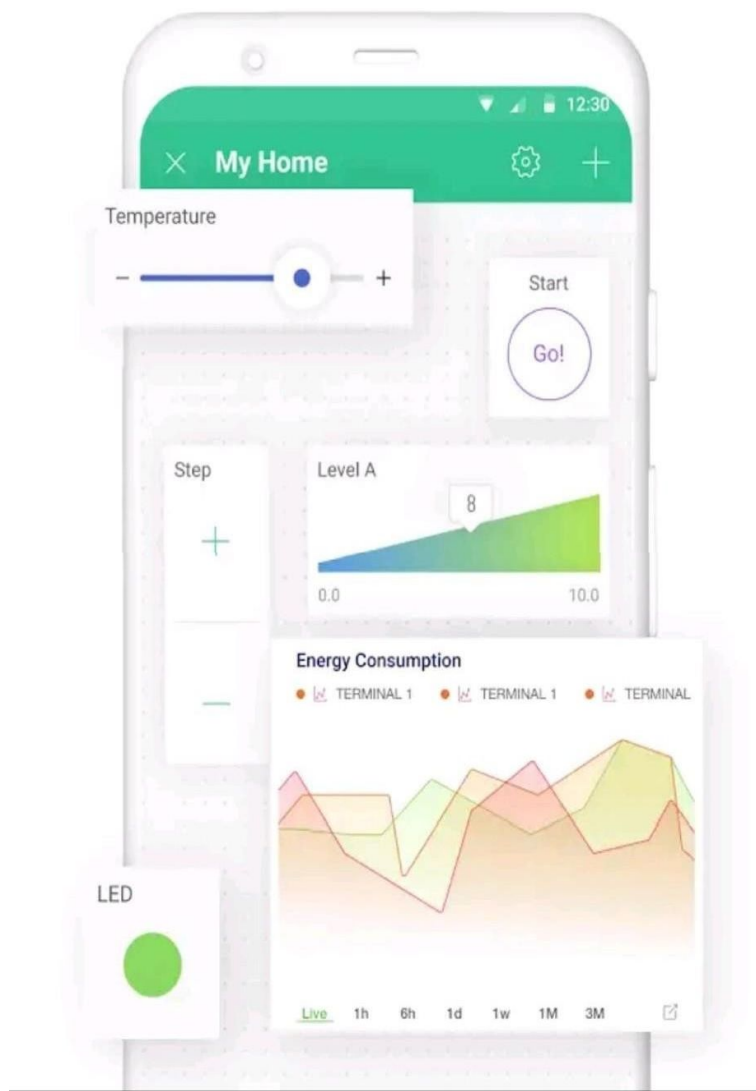 12:30
My Home
Temperature
− +
Start
Go!
Step
+
−
Level A
8
0.0 10.0
Energy Consumption
TERMINAL 1 TERMINAL 1 TERMINAL
LED
Live 1h 6h 1d 1w 1M 3M